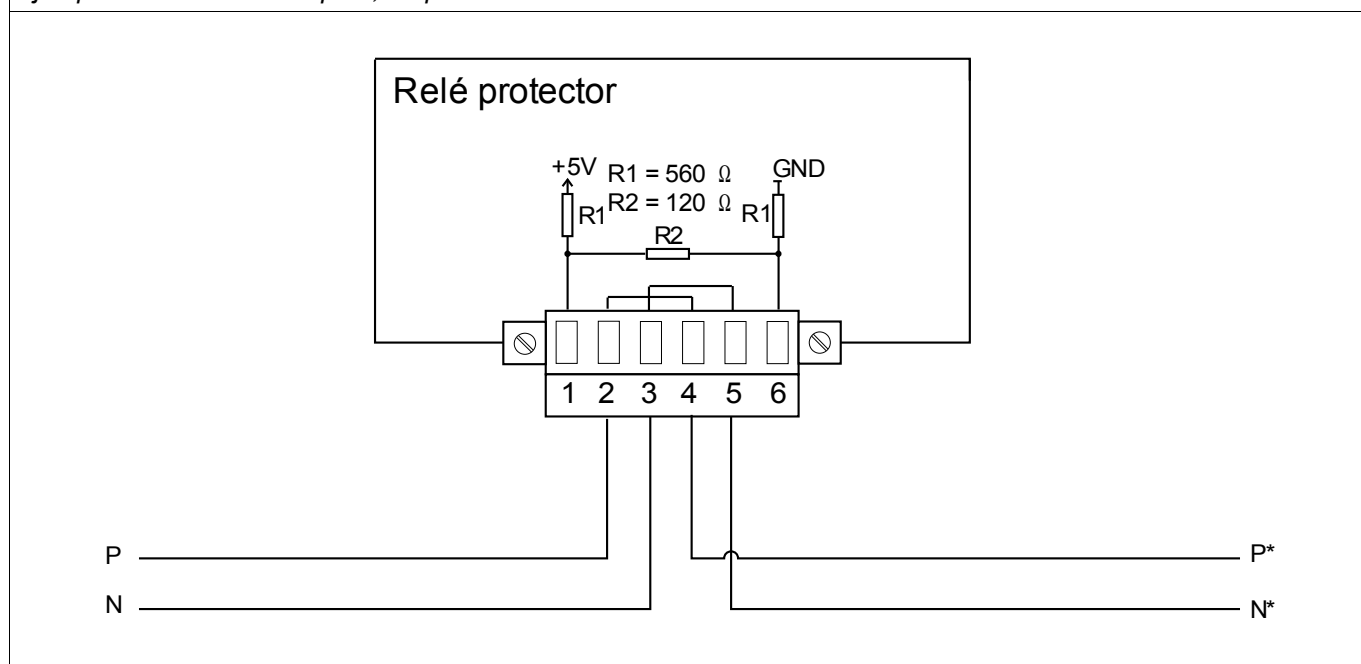 Relé protector
+5V R1 = 560 Ω GND
R1 R2 = 120 Ω R1
R2
1 2 3 4 5 6
P P*
N N*